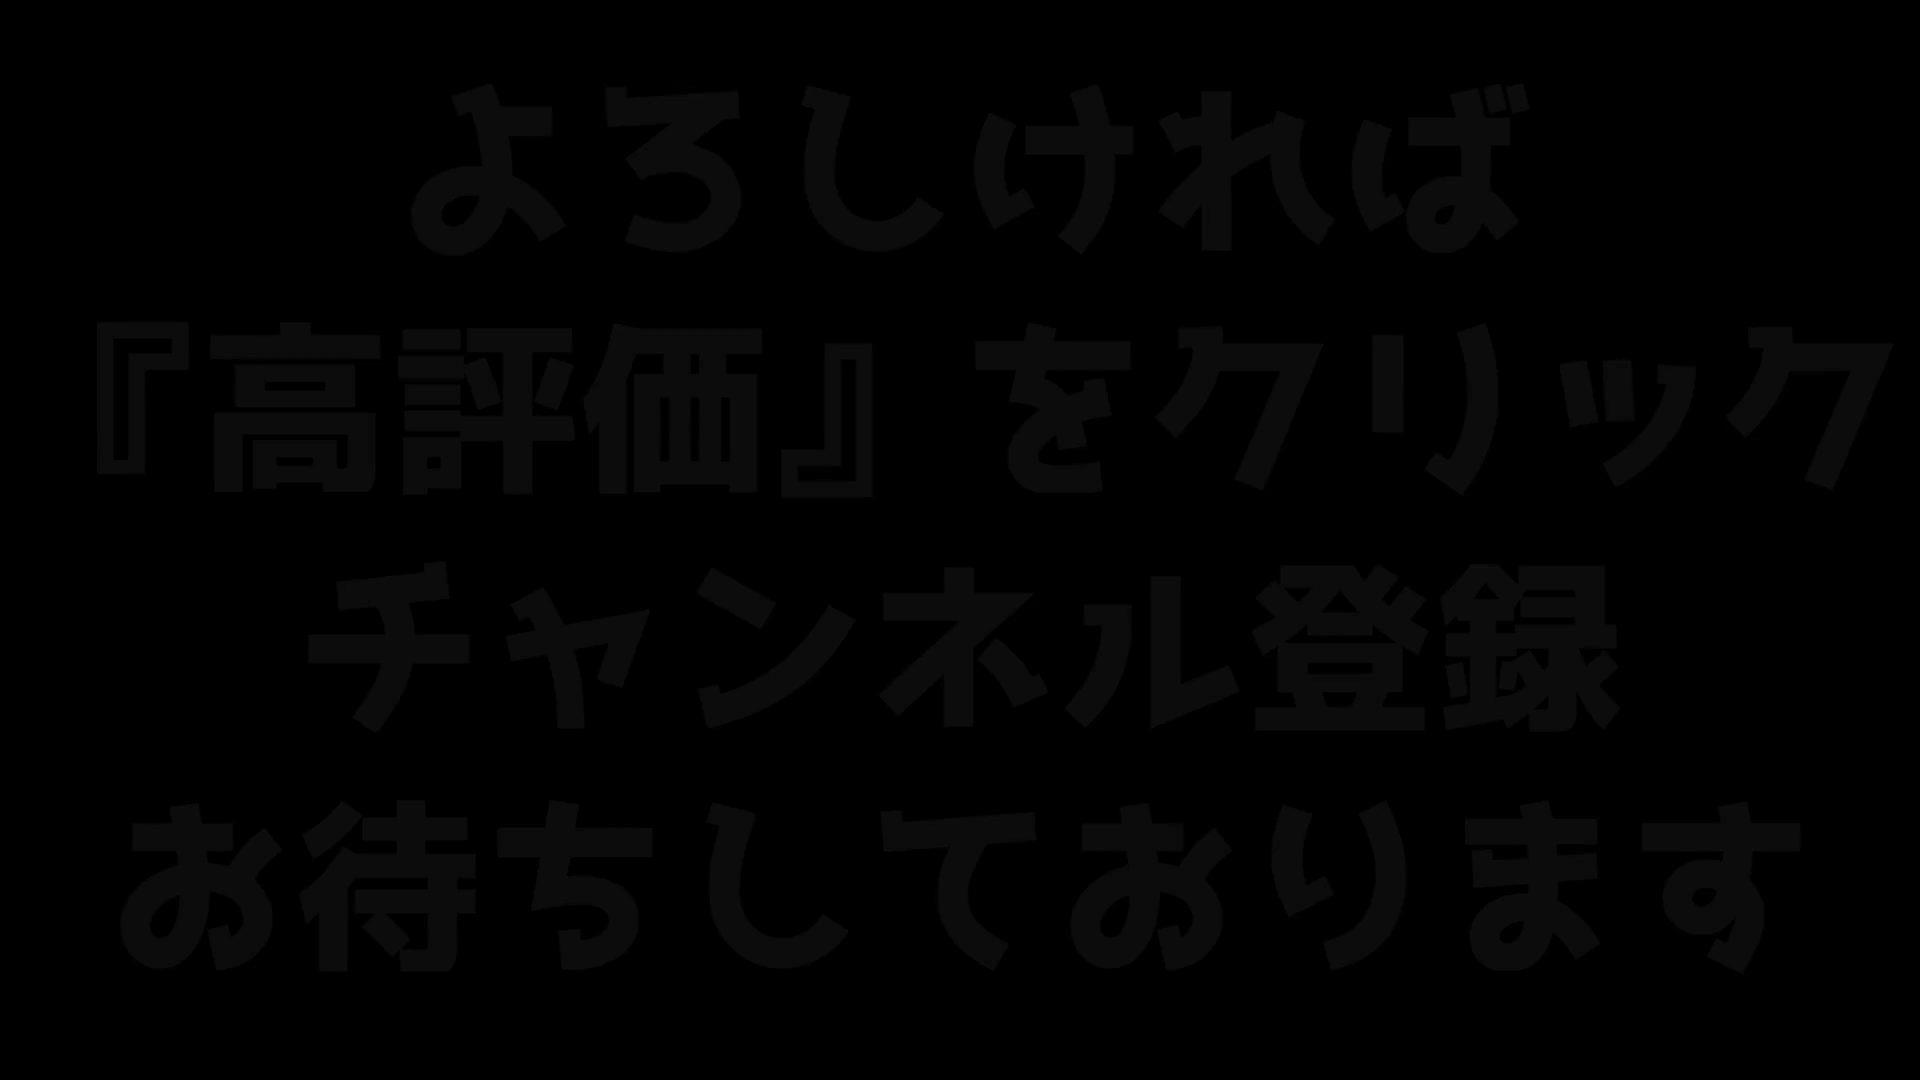 よろしければ
『高評価』をクリック
チャンネル登録
お待ちしております